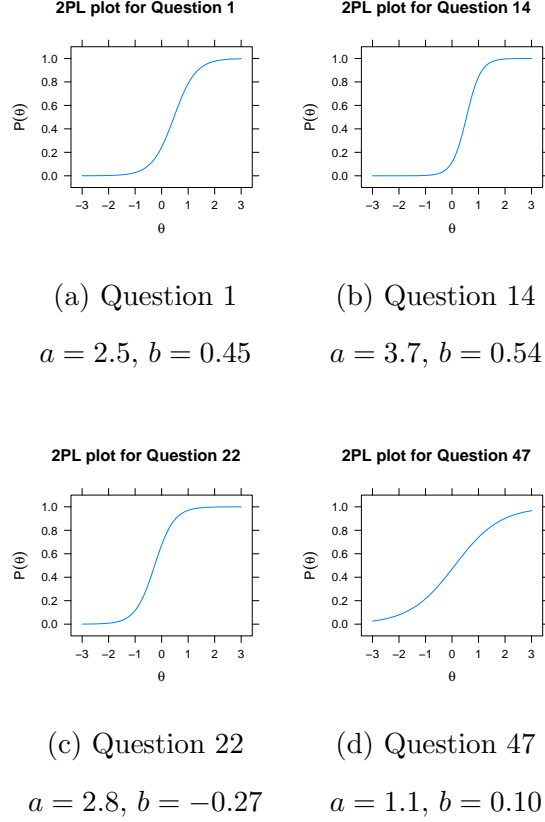 2PL plot for Question 1
P(θ)
1.0
0.8
0.6
0.4
0.2
0.0
−3 −2 −1 0 1 2 3
θ
(a) Question 1
a = 2.5, b = 0.45
2PL plot for Question 14
P(θ)
1.0
0.8
0.6
0.4
0.2
0.0
−3 −2 −1 0 1 2 3
θ
(b) Question 14
a = 3.7, b = 0.54
2PL plot for Question 22
P(θ)
1.0
0.8
0.6
0.4
0.2
0.0
−3 −2 −1 0 1 2 3
θ
(c) Question 22
a = 2.8, b = −0.27
2PL plot for Question 47
P(θ)
1.0
0.8
0.6
0.4
0.2
0.0
−3 −2 −1 0 1 2 3
θ
(d) Question 47
a = 1.1, b = 0.10